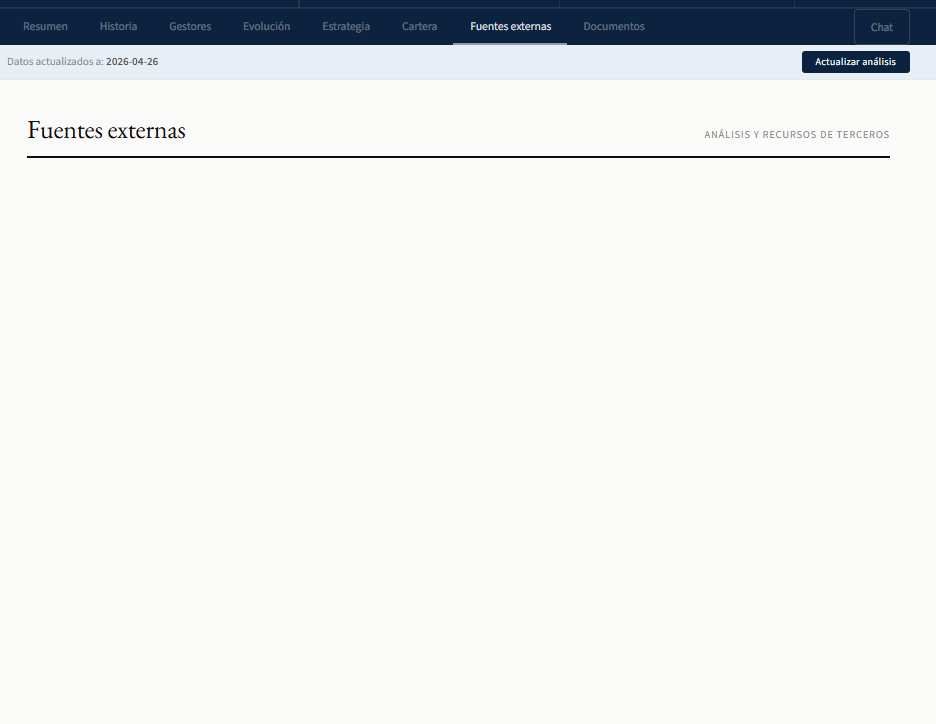 Resumen Historia Gestores Evolución Estrategia Cartera Fuentes externas Documentos Chat
Datos actualizados a: 2026-04-26 Actualizar análisis
Fuentes externas ANÁLISIS Y RECURSOS DE TERCEROS